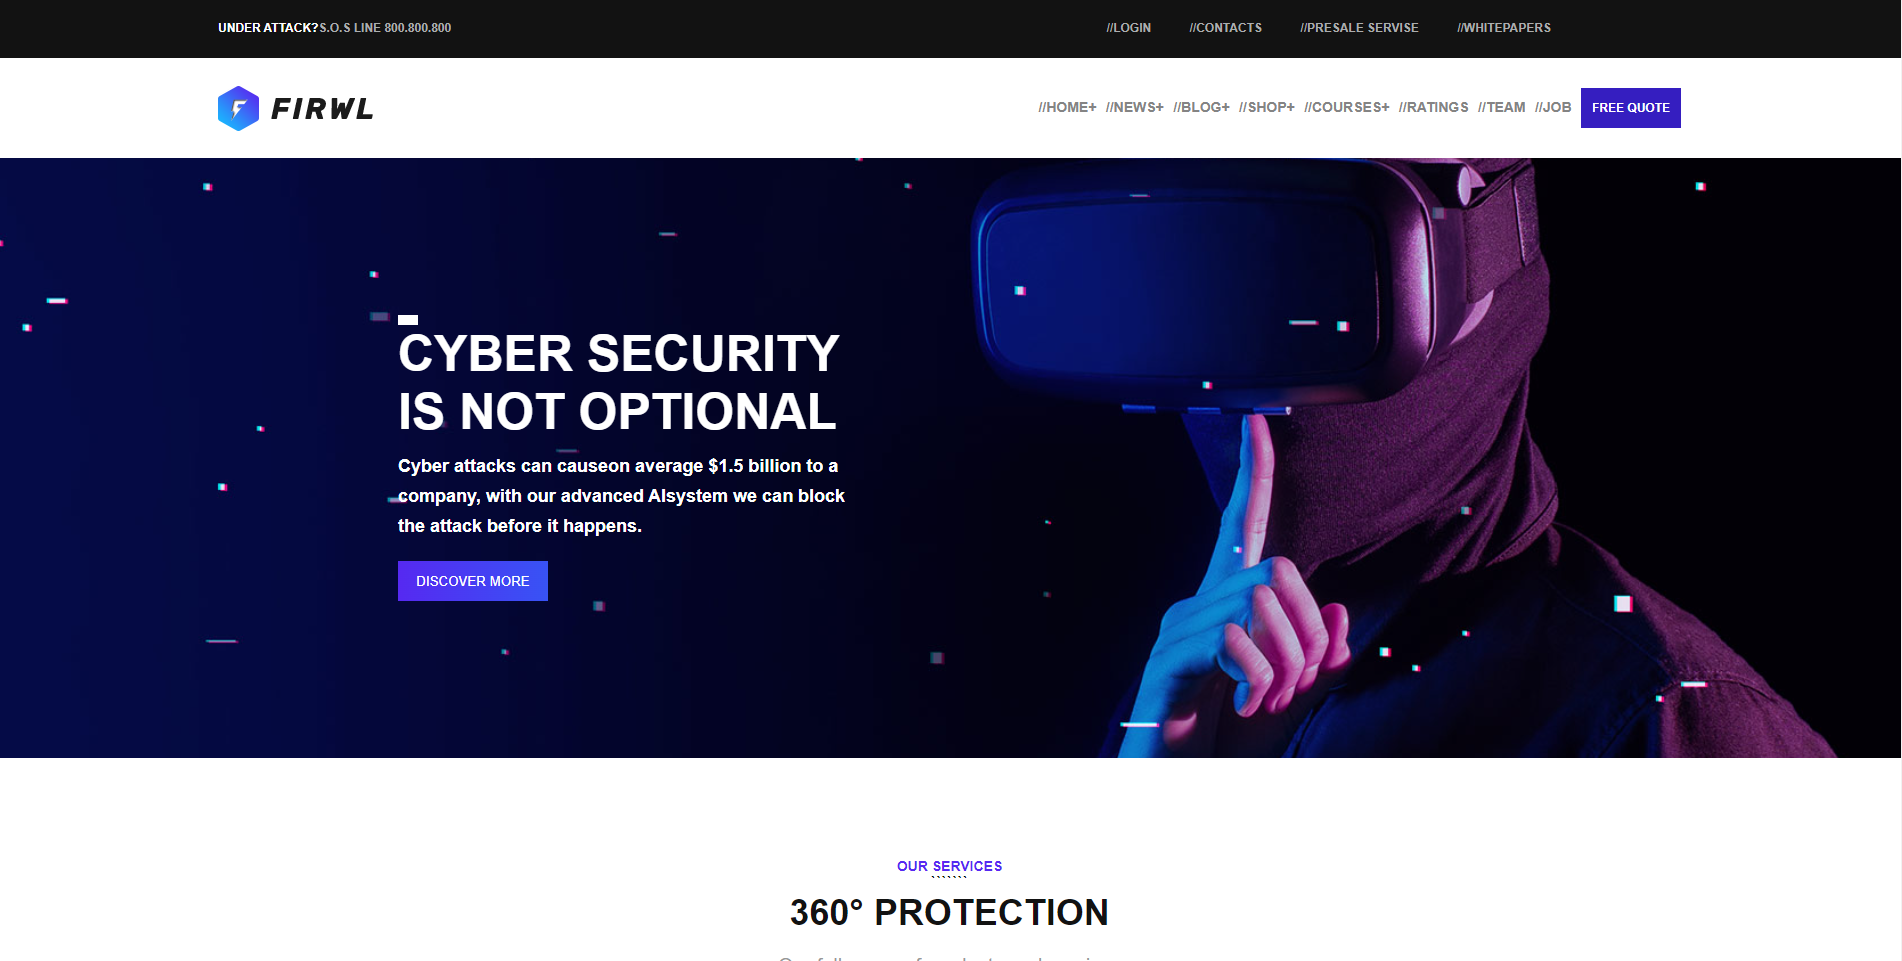 UNDER ATTACK?S.O.S LINE 800.800.800
//LOGIN //CONTACTS //PRESALE SERVISE //WHITEPAPERS
FIRWL
//HOME+ //NEWS+ //BLOG+ //SHOP+ //COURSES+ //RATINGS //TEAM //JOB FREE QUOTE
CYBER SECURITY
IS NOT OPTIONAL
Cyber attacks can causeon average $1.5 billion to a
company, with our advanced AIsystem we can block
the attack before it happens.
DISCOVER MORE
OUR SERVICES
360° PROTECTION